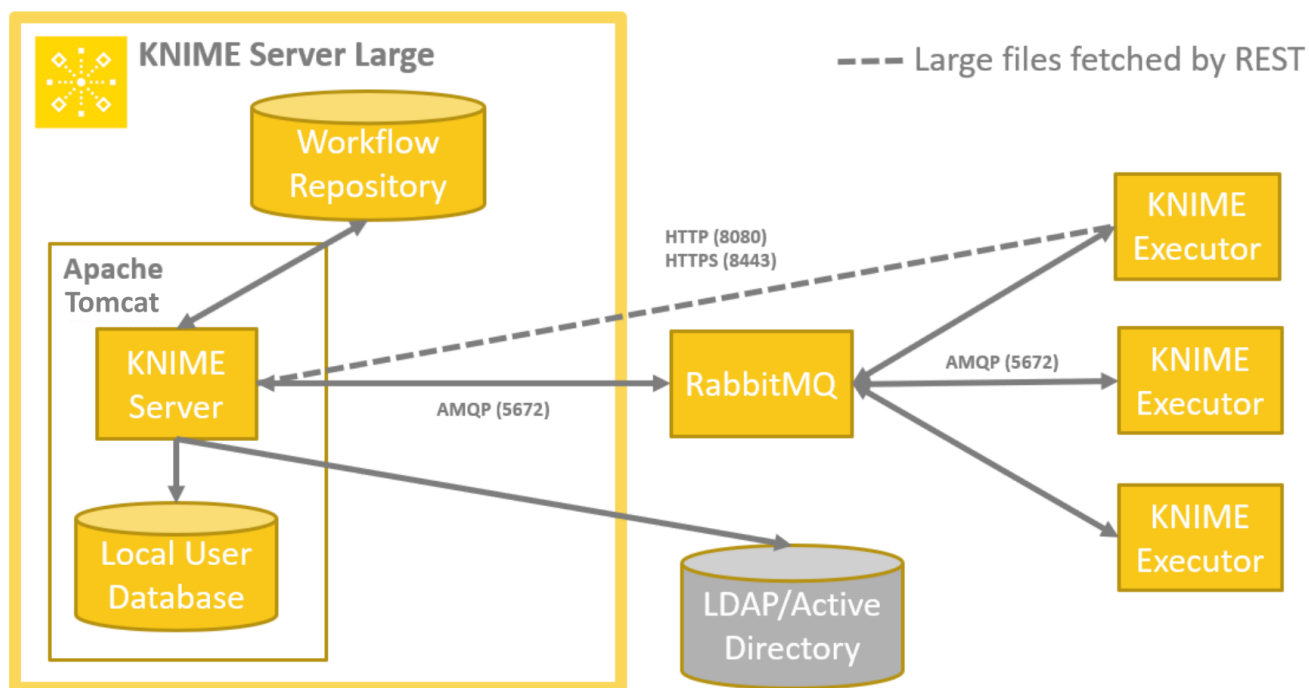 KNIME Server Large
Large files fetched by REST
Workflow
Repository
KNIME
Executor
HTTP (8080)
HTTPS (8443)
Apache
Tomcat
KNIME
Server
AMQP (5672)
RabbitMQ
AMQP (5672)
KNIME
Executor
KNIME
Executor
Local User
Database
LDAP/Active
Directory